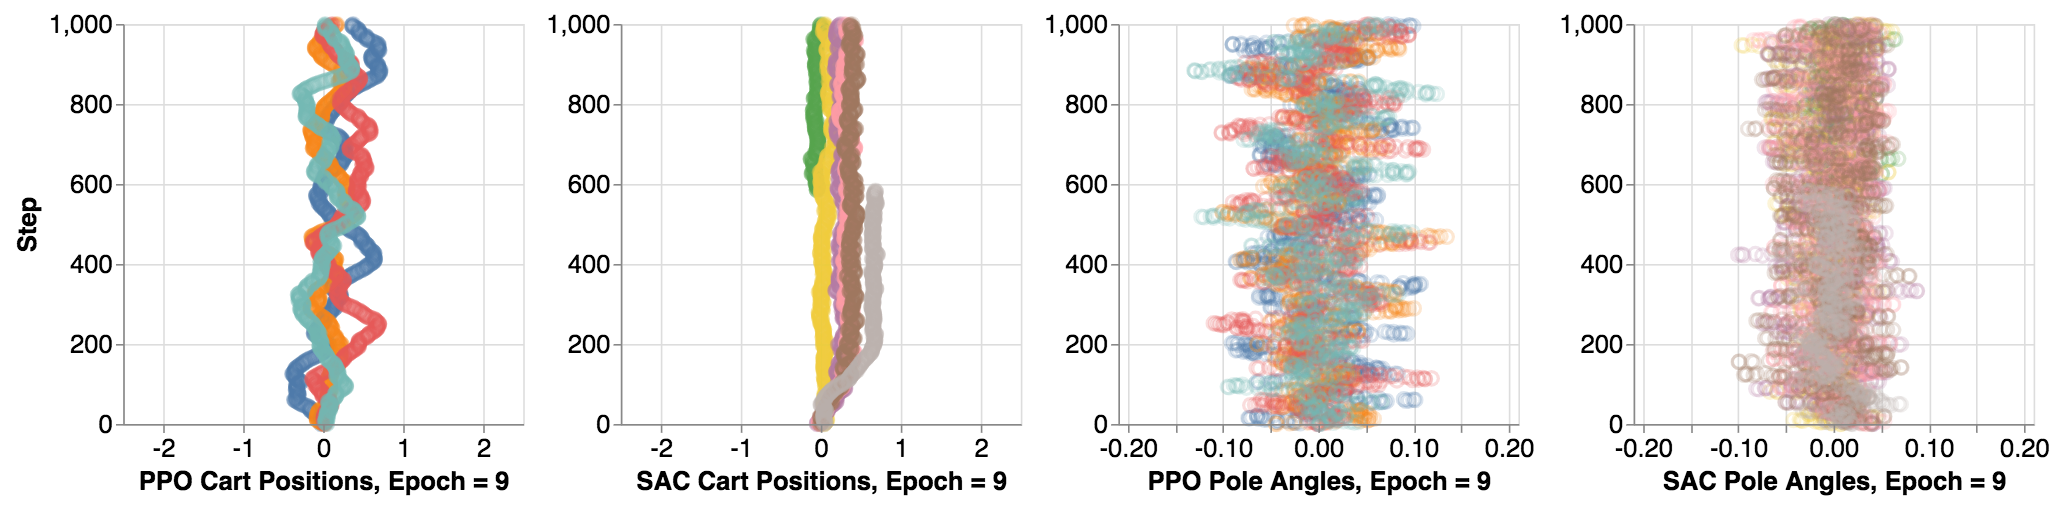 Step
1,000
800
600
400
200
0
-2 -1 0 1 2
PPO Cart Positions, Epoch = 9
1,000
800
600
400
200
0
-2 -1 0 1 2
SAC Cart Positions, Epoch = 9
1,000
800
600
400
200
0
-0.20 -0.10 0.00 0.10 0.20
PPO Pole Angles, Epoch = 9
1,000
800
600
400
200
0
-0.20 -0.10 0.00 0.10 0.20
SAC Pole Angles, Epoch = 9